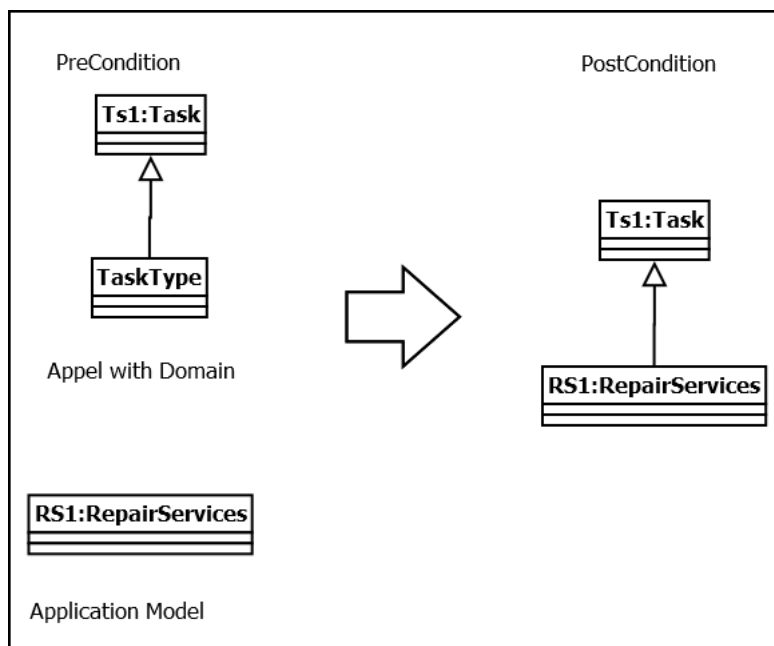 PreCondition
Ts1:Task
TaskType
Appel with Domain
RS1:RepairServices
Application Model
PostCondition
Ts1:Task
RS1:RepairServices